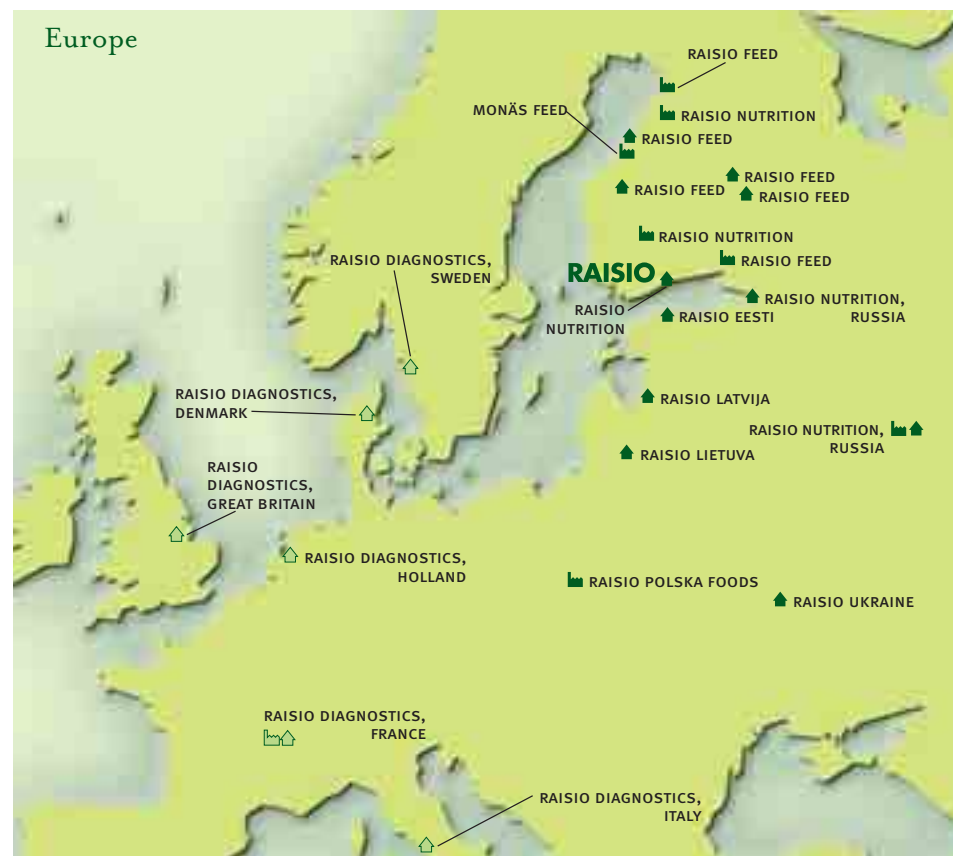 Europe
RAISIO FEED
MONÄS FEED
RAISIO NUTRITION
RAISIO FEED
RAISIO FEED
RAISIO FEED
RAISIO FEED
RAISIO NUTRITION
RAISIO FEED
RAISIO DIAGNOSTICS,
SWEDEN
RAISIO
RAISIO
NUTRITION
RAISIO NUTRITION,
RUSSIA
RAISIO EESTI
RAISIO DIAGNOSTICS,
DENMARK
RAISIO LATVIJA
RAISIO NUTRITION,
RUSSIA
RAISIO LIETUVA
RAISIO
DIAGNOSTICS,
GREAT BRITAIN
RAISIO DIAGNOSTICS,
HOLLAND
RAISIO POLSKA FOODS
RAISIO UKRAINE
RAISIO DIAGNOSTICS,
FRANCE
RAISIO DIAGNOSTICS,
ITALY